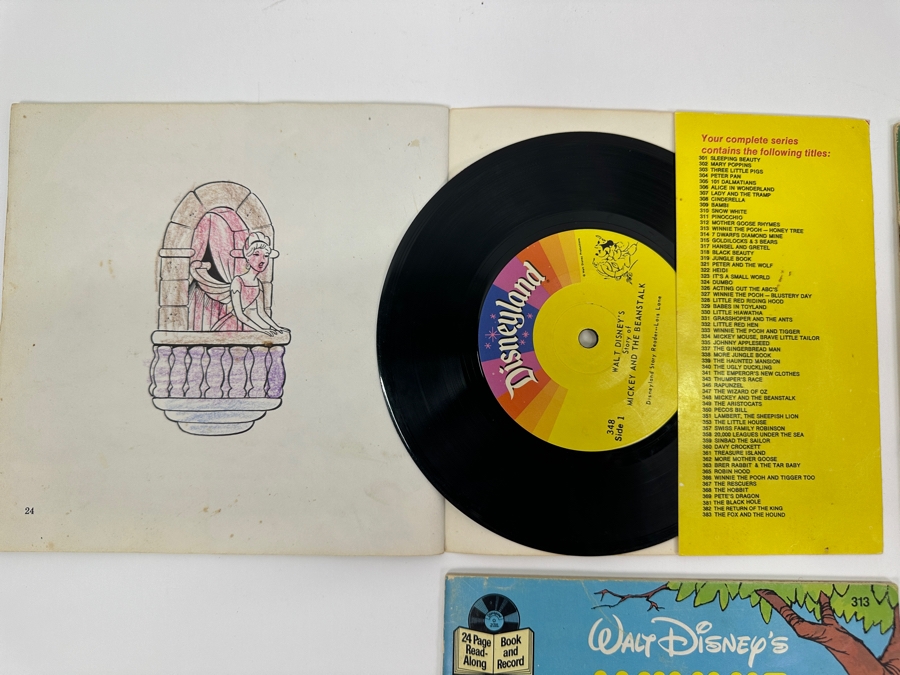 24
Disneyland
WALT DISNEY'S
Story of
MICKEY AND THE BEANSTALK
Disneyland Story Reader—Lois Lane
348
Side 1
Your complete series
contains the following titles:
301 SLEEPING BEAUTY
302 MARY POPPINS
303 THREE LITTLE PIGS
304 PETER PAN
305 101 DALMATIANS
306 ALICE IN WONDERLAND
307 LADY AND THE TRAMP
308 CINDERELLA
309 BAMBI
310 SNOW WHITE
311 PINOCCHIO
312 MOTHER GOOSE RHYMES
313 WINNIE THE POOH — HONEY TREE
314 7 DWARFS DIAMOND MINE
315 GOLDILOCKS & 3 BEARS
317 HANSEL AND GRETEL
318 BLACK BEAUTY
319 JUNGLE BOOK
321 PETER AND THE WOLF
322 HEIDI
323 IT'S A SMALL WORLD
324 DUMBO
326 ACTING OUT THE ABC'S
327 WINNIE THE POOH — BLUSTERY DAY
328 LITTLE RED RIDING HOOD
329 BABES IN TOYLAND
330 LITTLE HIAWATHA
331 GRASSHOPPER AND THE ANTS
332 LITTLE RED HEN
333 WINNIE THE POOH AND TIGGER
334 MICKEY MOUSE, BRAVE LITTLE TAILOR
335 JOHNNY APPLESEED
337 THE GINGERBREAD MAN
338 MORE JUNGLE BOOK
339 THE HAUNTED MANSION
340 THE UGLY DUCKLING
341 THE EMPEROR'S NEW CLOTHES
343 THUMPER'S RACE
346 RAPUNZEL
347 THE WIZARD OF OZ
348 MICKEY AND THE BEANSTALK
349 THE ARISTOCATS
350 PECOS BILL
351 LAMBERT, THE SHEEPISH LION
353 THE LITTLE HOUSE
357 SWISS FAMILY ROBINSON
358 20,000 LEAGUES UNDER THE SEA
359 SINBAD THE SAILOR
360 DAVY CROCKETT
361 TREASURE ISLAND
362 MORE MOTHER GOOSE
363 BRER RABBIT & THE TAR BABY
365 ROBIN HOOD
366 WINNIE THE POOH AND TIGGER TOO
367 THE RESCUERS
368 THE HOBBIT
369 PETE'S DRAGON
381 THE BLACK HOLE
382 THE RETURN OF THE KING
383 THE FOX AND THE HOUND
313
24 Page
Read-
Along
Book
and
Record
WALT DISNEY'S